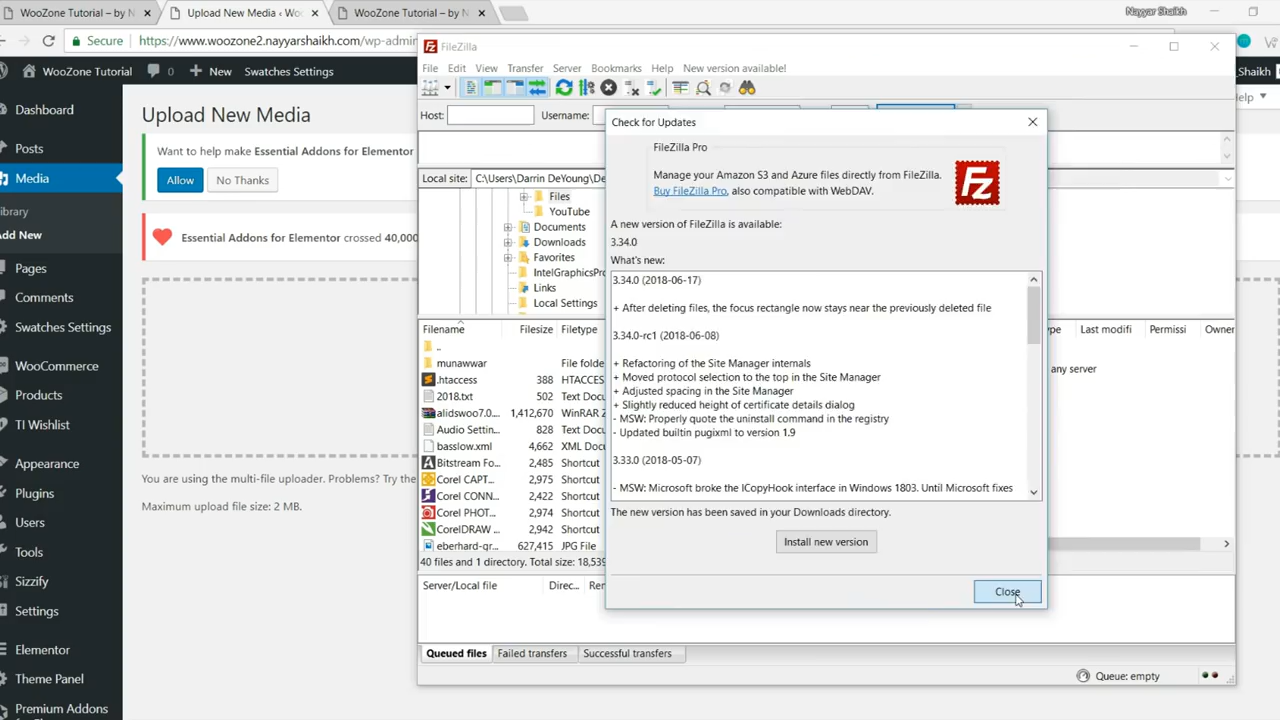 WooZone Tutorial – by N
Upload New Media ‹ Woo
WooZone Tutorial – by N
Nayyar Shaikh
Secure
https://www.woozone2.nayyarshaikh.com/wp-admin
WooZone Tutorial
0
New
Swatches Settings
Shaikh
Help
Dashboard
Posts
Media
Library
Add New
Pages
Comments
Swatches Settings
WooCommerce
Products
TI Wishlist
Appearance
Plugins
Users
Tools
Sizzify
Settings
Elementor
Theme Panel
Premium Addons
Upload New Media
Want to help make Essential Addons for Elementor
Allow
No Thanks
Essential Addons for Elementor crossed 40,000
You are using the multi-file uploader. Problems? Try the
Maximum upload file size: 2 MB.
FileZilla
File Edit View Transfer Server Bookmarks Help New version available!
Host:
Username:
Local site:
C:\Users\Darrin DeYoung\De
Files
YouTube
Documents
Downloads
Favorites
IntelGraphicsPro
Links
Local Settings
Filename Filesize Filetype
..
munawwar File folde
.htaccess 388 HTACCESS
2018.txt 502 Text Docu
alidswoo7.0... 1,412,670 WinRAR Z
Audio Settin... 828 Text Docu
basslow.xml 4,662 XML Docu
Bitstream Fo... 2,485 Shortcut
Corel CAPT... 2,975 Shortcut
Corel CONN... 2,422 Shortcut
Corel PHOT... 2,974 Shortcut
CorelDRAW ... 2,942 Shortcut
eberhard-gr... 627,415 JPG File
40 files and 1 directory. Total size: 18,539
Last modifi Permissi Owner
any server
Server/Local file Direc... Rem
Queued files
Failed transfers
Successful transfers
Queue: empty
Check for Updates
FileZilla Pro
Manage your Amazon S3 and Azure files directly from FileZilla.
Buy FileZilla Pro, also compatible with WebDAV.
Fz
A new version of FileZilla is available:
3.34.0
What's new:
3.34.0 (2018-06-17)
+ After deleting files, the focus rectangle now stays near the previously deleted file
3.34.0-rc1 (2018-06-08)
+ Refactoring of the Site Manager internals
+ Moved protocol selection to the top in the Site Manager
+ Adjusted spacing in the Site Manager
+ Slightly reduced height of certificate details dialog
- MSW: Properly quote the uninstall command in the registry
- Updated builtin pugixml to version 1.9
3.33.0 (2018-05-07)
- MSW: Microsoft broke the ICopyHook interface in Windows 1803. Until Microsoft fixes
The new version has been saved in your Downloads directory.
Install new version
Close